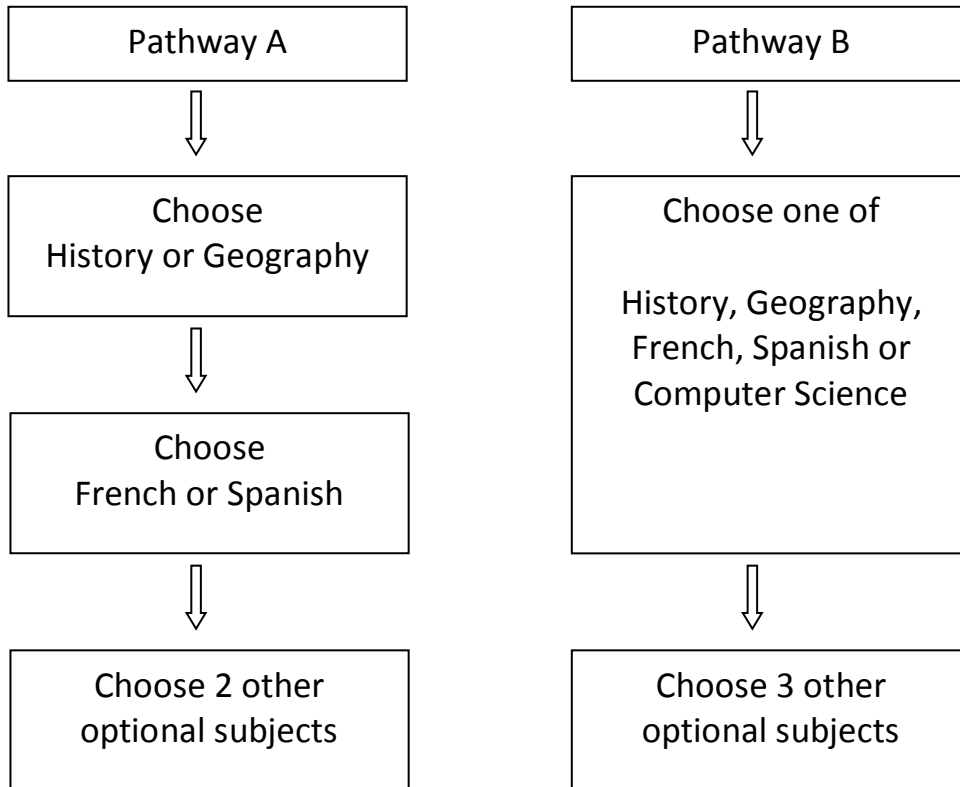 Pathway A
Choose
History or Geography
Choose
French or Spanish
Choose 2 other
optional subjects
Pathway B
Choose one of
History, Geography,
French, Spanish or
Computer Science
Choose 3 other
optional subjects